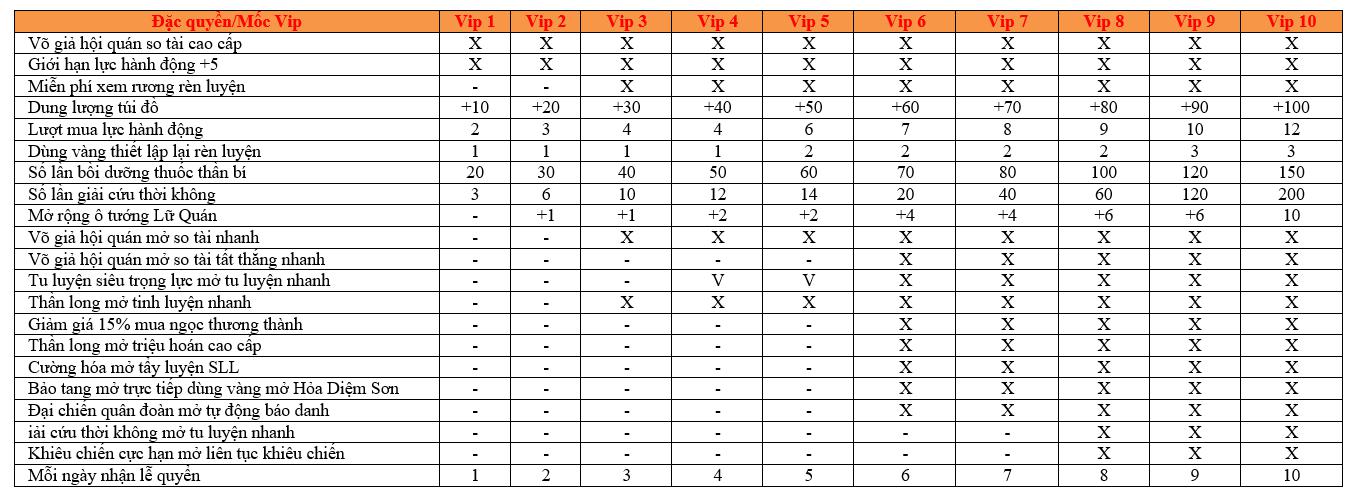 Đặc quyền/Mốc Vip Vip 1 Vip 2 Vip 3 Vip 4 Vip 5 Vip 6 Vip 7 Vip 8 Vip 9 Vip 10
Võ giả hội quán so tài cao cấp X X X X X X X X X X
Giới hạn lực hành động +5 X X X X X X X X X X
Miễn phí xem rương rèn luyện - - X X X X X X X X
Dung lượng túi đồ +10 +20 +30 +40 +50 +60 +70 +80 +90 +100
Lượt mua lực hành động 2 3 4 4 6 7 8 9 10 12
Dùng vàng thiết lập lại rèn luyện 1 1 1 1 2 2 2 2 3 3
Số lần bồi dưỡng thuốc thần bí 20 30 40 50 60 70 80 100 120 150
Số lần giải cứu thời không 3 6 10 12 14 20 40 60 120 200
Mở rộng ô tướng Lữ Quán - +1 +1 +2 +2 +4 +4 +6 +6 10
Võ giả hội quán mở so tài nhanh - - X X X X X X X X
Võ giả hội quán mở so tài tất thắng nhanh - - - - - X X X X X
Tu luyện siêu trọng lực mở tu luyện nhanh - - - V V X X X X X
Thần long mở tinh luyện nhanh - - X X X X X X X X
Giảm giá 15% mua ngọc thương thành - - - - - X X X X X
Thần long mở triệu hoán cao cấp - - - - - X X X X X
Cường hóa mở tẩy luyện SLL - - - - - X X X X X
Bảo tang mở trực tiếp dùng vàng mở Hỏa Diệm Sơn - - - - - X X X X X
Đại chiến quân đoàn mở tự động báo danh - - - - - X X X X X
iải cứu thời không mở tu luyện nhanh - - - - - - - X X X
Khiêu chiến cực hạn mở liên tục khiêu chiến - - - - - - - X X X
Mỗi ngày nhận lễ quyển 1 2 3 4 5 6 7 8 9 10